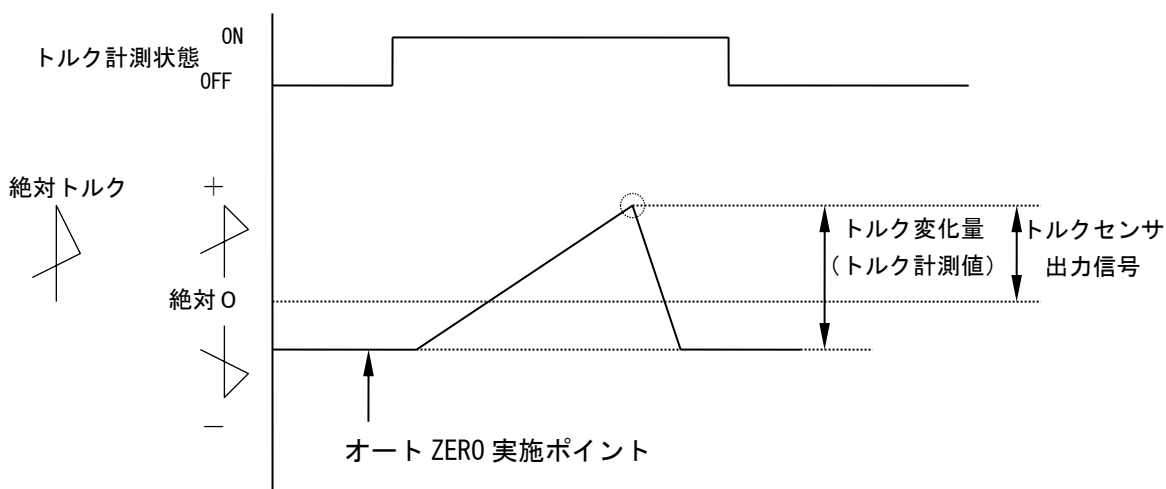 ON
トルク計測状態
OFF
絶対トルク
＋
トルク変化量
(トルク計測値)
トルクセンサ
出力信号
絶対０
－
オート ZERO 実施ポイント